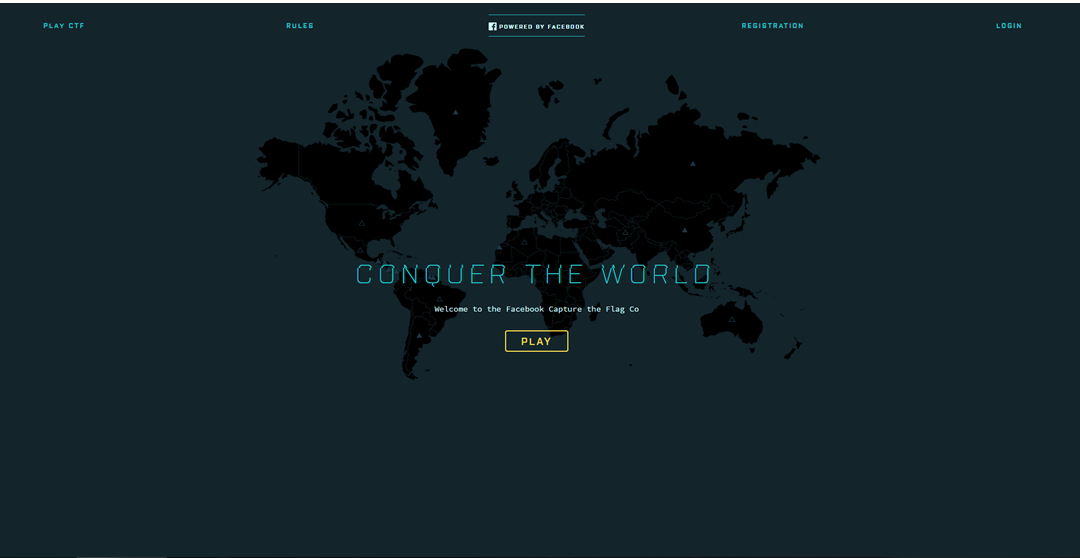 PLAY CTF
RULES
POWERED BY FACEBOOK
REGISTRATION
LOGIN
CONQUER THE WORLD
Welcome to the Facebook Capture the Flag Co
PLAY